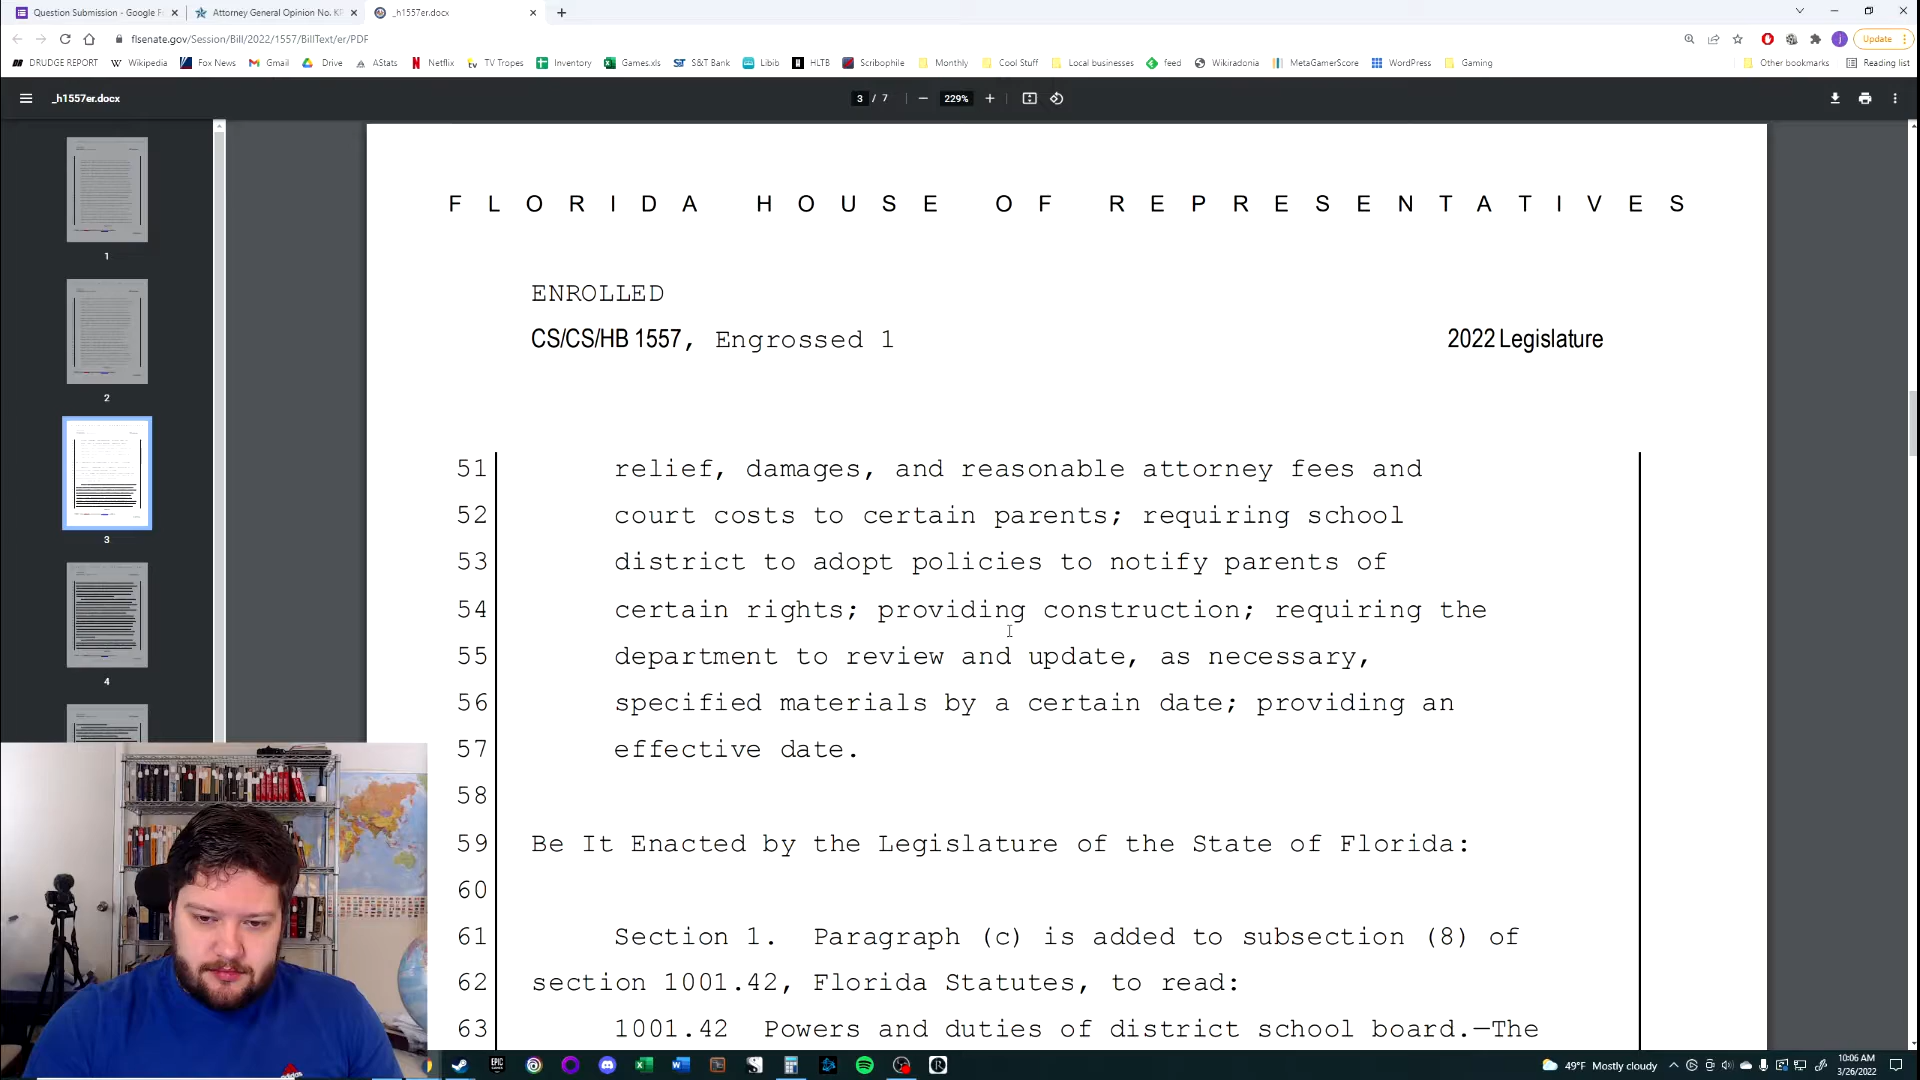 Question Submission - Google F
Attorney General Opinion No. KP
_h1557er.docx
flsenate.gov/Session/Bill/2022/1557/BillText/er/PDF
Update
DRUDGE REPORT
Wikipedia
Fox News
Gmail
Drive
AStats
Netflix
TV Tropes
Inventory
Games.xls
S&T Bank
Libib
HLTB
Scribophile
Monthly
Cool Stuff
Local businesses
feed
Wikiradonia
MetaGamerScore
WordPress
Gaming
Other bookmarks
Reading list
_h1557er.docx
3 / 7
229%
1
2
3
4
FLORIDA HOUSE OF REPRESENTATIVES
ENROLLED
CS/CS/HB 1557, Engrossed 1 2022 Legislature
51 relief, damages, and reasonable attorney fees and
52 court costs to certain parents; requiring school
53 district to adopt policies to notify parents of
54 certain rights; providing construction; requiring the
55 department to review and update, as necessary,
56 specified materials by a certain date; providing an
57 effective date.
58
59 Be It Enacted by the Legislature of the State of Florida:
60
61 Section 1. Paragraph (c) is added to subsection (8) of
62 section 1001.42, Florida Statutes, to read:
63 1001.42 Powers and duties of district school board.—The
49°F Mostly cloudy
10:06 AM
3/26/2022